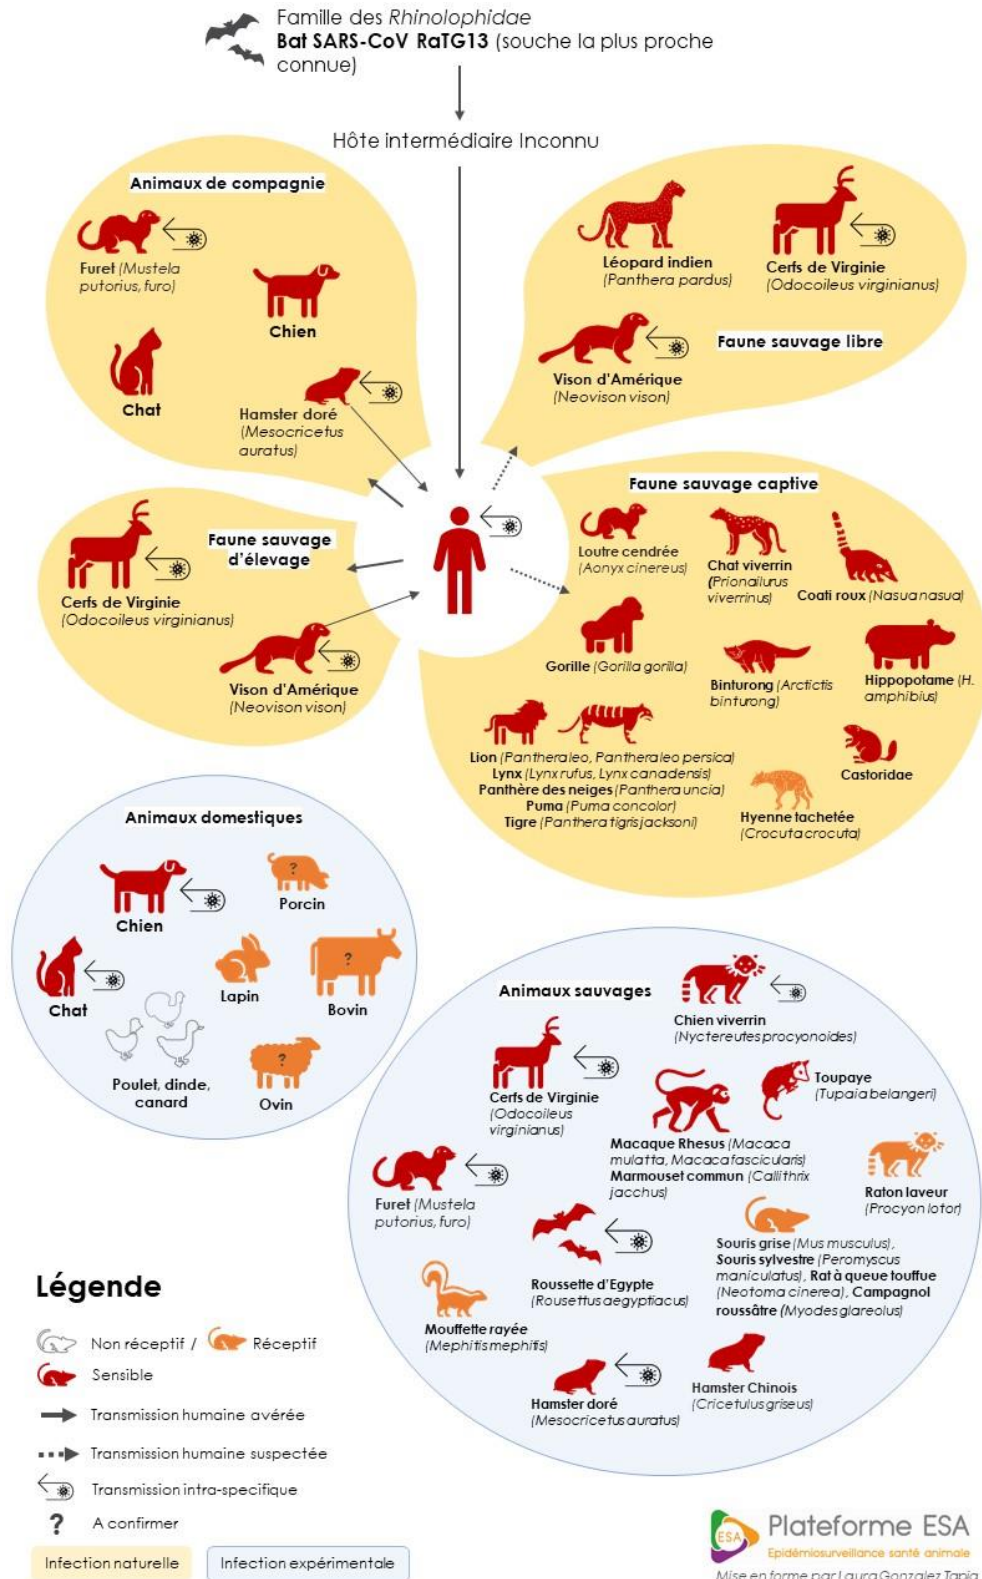 Famille des Rhinolophidae
Bat SARS-CoV RaTG13 (souche la plus proche
connue)
Hôte intermédiaire Inconnu
Animaux de compagnie
Furet (Mustela
putorius, furo)
Chien
Chat
Hamster doré
(Mesocricetus
auratus)
Léopard indien
(Panthera pardus)
Cerfs de Virginie
(Odocoileus virginianus)
Faune sauvage libre
Vison d'Amérique
(Neovison vison)
Faune sauvage
d'élevage
Cerfs de Virginie
(Odocoileus virginianus)
Vison d'Amérique
(Neovison vison)
Faune sauvage captive
Loutre cendrée
(Aonyx cinereus)
Chat viverrin
(Prionailurus
viverrinus)
Coati roux (Nasua nasua)
Gorille (Gorilla gorilla)
Binturong (Arctictis
binturong)
Hippopotame (H.
amphibius)
Lion (Panthera leo, Panthera leo persica)
Lynx (Lynx rufus, Lynx canadensis)
Panthère des neiges (Panthera uncia)
Puma (Puma concolor)
Tigre (Panthera tigris jacksoni)
Castoridae
Hyenne tachetée
(Crocuta crocuta)
Animaux domestiques
Chien
?
Porcin
Chat
Lapin
?
Bovin
Poulet, dinde,
canard
?
Ovin
Animaux sauvages
Chien viverrin
(Nyctereutes procyonoides)
Cerfs de Virginie
(Odocoileus
virginianus)
Toupaye
(Tupaia belangeri)
Macaque Rhesus (Macaca
mulatta, Macaca fascicularis)
Marmouset commun (Callithrix
jacchus)
Raton laveur
(Procyon lotor)
Furet (Mustela
putorius, furo)
Roussette d'Egypte
(Rousettus aegyptiacus)
Souris grise (Mus musculus),
Souris sylvestre (Peromyscus
maniculatus), Rat à queue touffue
(Neotoma cinerea), Campagnol
roussâtre (Myodes glareolus)
Mouffette rayée
(Mephitis mephitis)
Hamster doré
(Mesocricetus auratus)
Hamster Chinois
(Cricetulus griseus)
Légende
Non réceptif / Réceptif
Sensible
Transmission humaine avérée
Transmission humaine suspectée
Transmission intra-specifique
? A confirmer
Infection naturelle
Infection expérimentale
ESA
Plateforme ESA
Epidémiosurveillance santé animale
Mise en forme par Laura Gonzalez Tapia